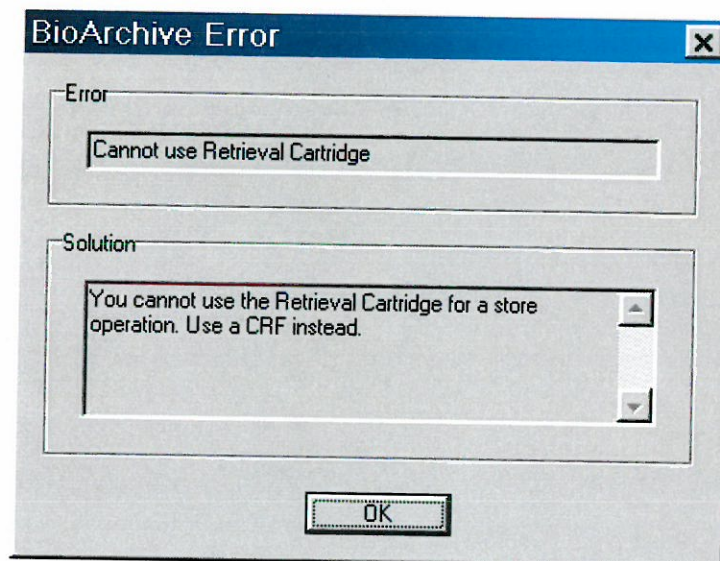 BioArchive Error
Error
Cannot use Retrieval Cartridge
Solution
You cannot use the Retrieval Cartridge for a store
operation. Use a CRF instead.
OK